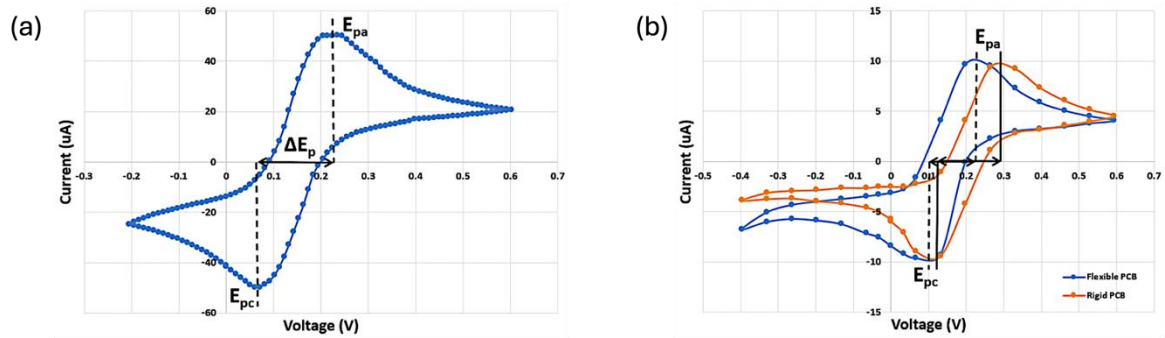 (a)
60
40
20
0
-20
-40
-60
-0.3
-0.2
-0.1
0
0.1
0.2
0.3
0.4
0.5
0.6
0.7
Current (uA)
Voltage (V)
Epa
ΔEp
Epc
(b)
15
10
5
0
-5
-10
-15
-0.5
-0.4
-0.3
-0.2
-0.1
0
0.1
0.2
0.3
0.4
0.5
0.6
0.7
Current (uA)
Voltage (V)
Epa
Epc
Flexible PCB
Rigid PCB